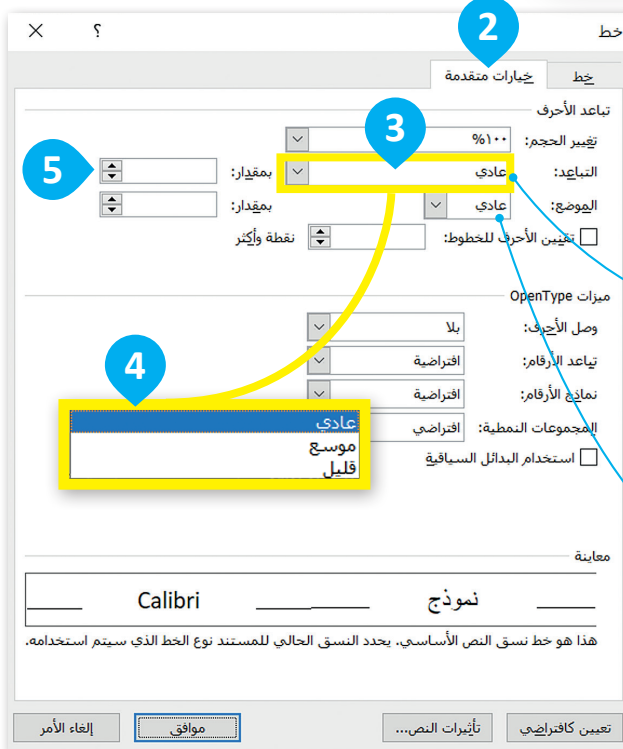 خط
؟
2
خط
خيارات متقدمة
تباعد الأحرف
تغيير الحجم:
%١٠٠
3
التباعد:
عادي
بمقدار:
5
الموضع:
عادي
بمقدار:
تقنين الأحرف للخطوط:
نقطة وأكثر
ميزات OpenType
وصل الأحرف:
بلا
تباعد الأرقام:
افتراضية
نماذج الأرقام:
افتراضية
المجموعات النمطية:
افتراضي
استخدام البدائل السياقية
4
عادي
موسع
قليل
معاينة
نموذج
Calibri
هذا هو خط نسق النص الأساسي. يحدد النسق الحالي للمستند نوع الخط الذي سيتم استخدامه.
تعيين كافتراضي
تأثيرات النص...
موافق
إلغاء الأمر